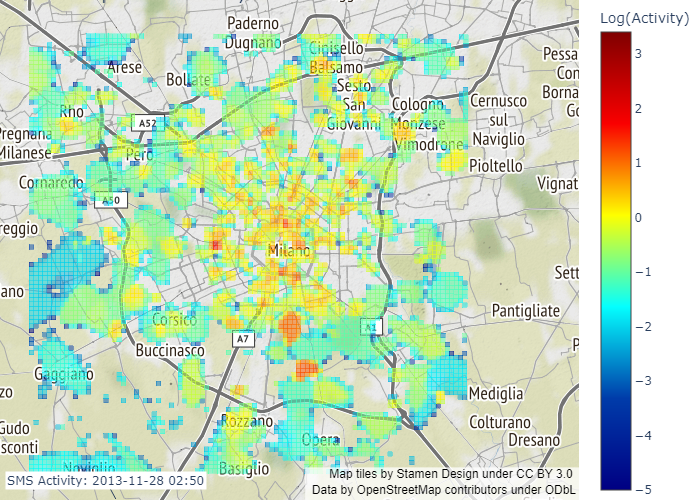 Log(Activity)
3
2
1
0
−1
−2
−3
−4
−5
Paderno
Dugnano
Cinisello
Balsamo
Arese
Bollate
Sesto
San
Giovanni
Cologno
Monzese
Vimodrone
Cernusco
sul
Naviglio
Pioltello
Pessa
Con
Borna
Go
Rho
A52
Pregnana
Milanese
Pero
Cornaredo
A50
Vignat
reggio
Milano
Sett
ano
Pantigliate
Corsico
A1
A7
Buccinasco
P
Gaggiano
Mediglia
zo
Gudo
sconti
Rozzano
Colturano
Dresano
Opera
Noviglio
Basiglio
SMS Activity: 2013-11-28 02:50
Map tiles by Stamen Design under CC BY 3.0
Data by OpenStreetMap contributors under ODbL